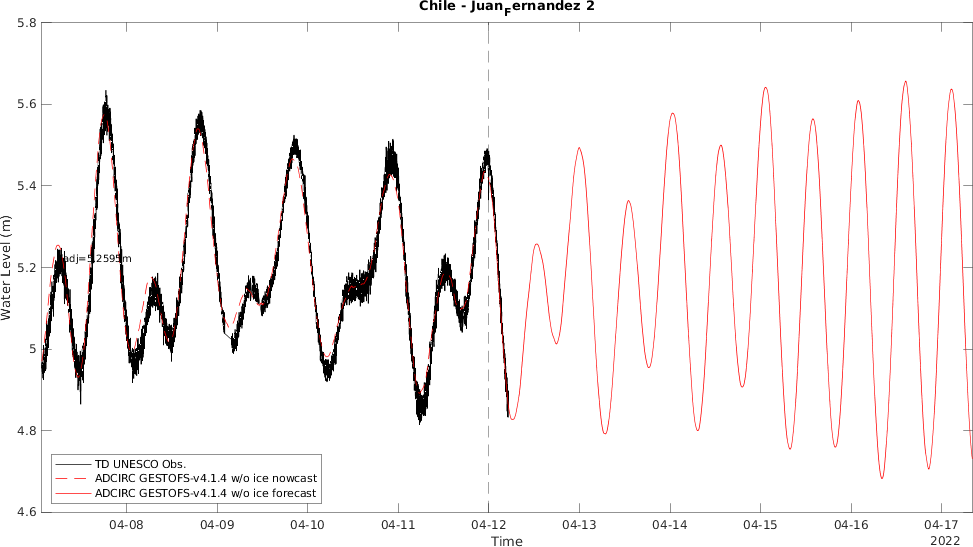 Chile - Juan_Fernandez 2
5.8
5.6
5.4
5.2
5
4.8
4.6
Water Level (m)
adj=5.2595m
TD UNESCO Obs.
ADCIRC GESTOFS-v4.1.4 w/o ice nowcast
ADCIRC GESTOFS-v4.1.4 w/o ice forecast
04-08 04-09 04-10 04-11 04-12 04-13 04-14 04-15 04-16 04-17
Time
2022